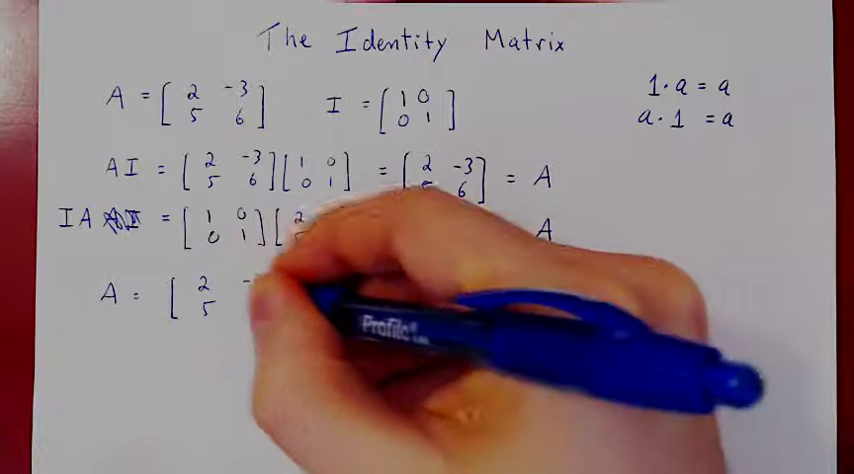 The Identity Matrix
A = [ 2 -3
5 6 ] I = [ 1 0
0 1 ] 1·a = a
a·1 = a
AI = [ 2 -3
5 6 ] [ 1 0
0 1 ] = [ 2 -3
6 ] = A
IA = [ 1 0
0 1 ] [ 2
A
A = [ 2
5
Profile